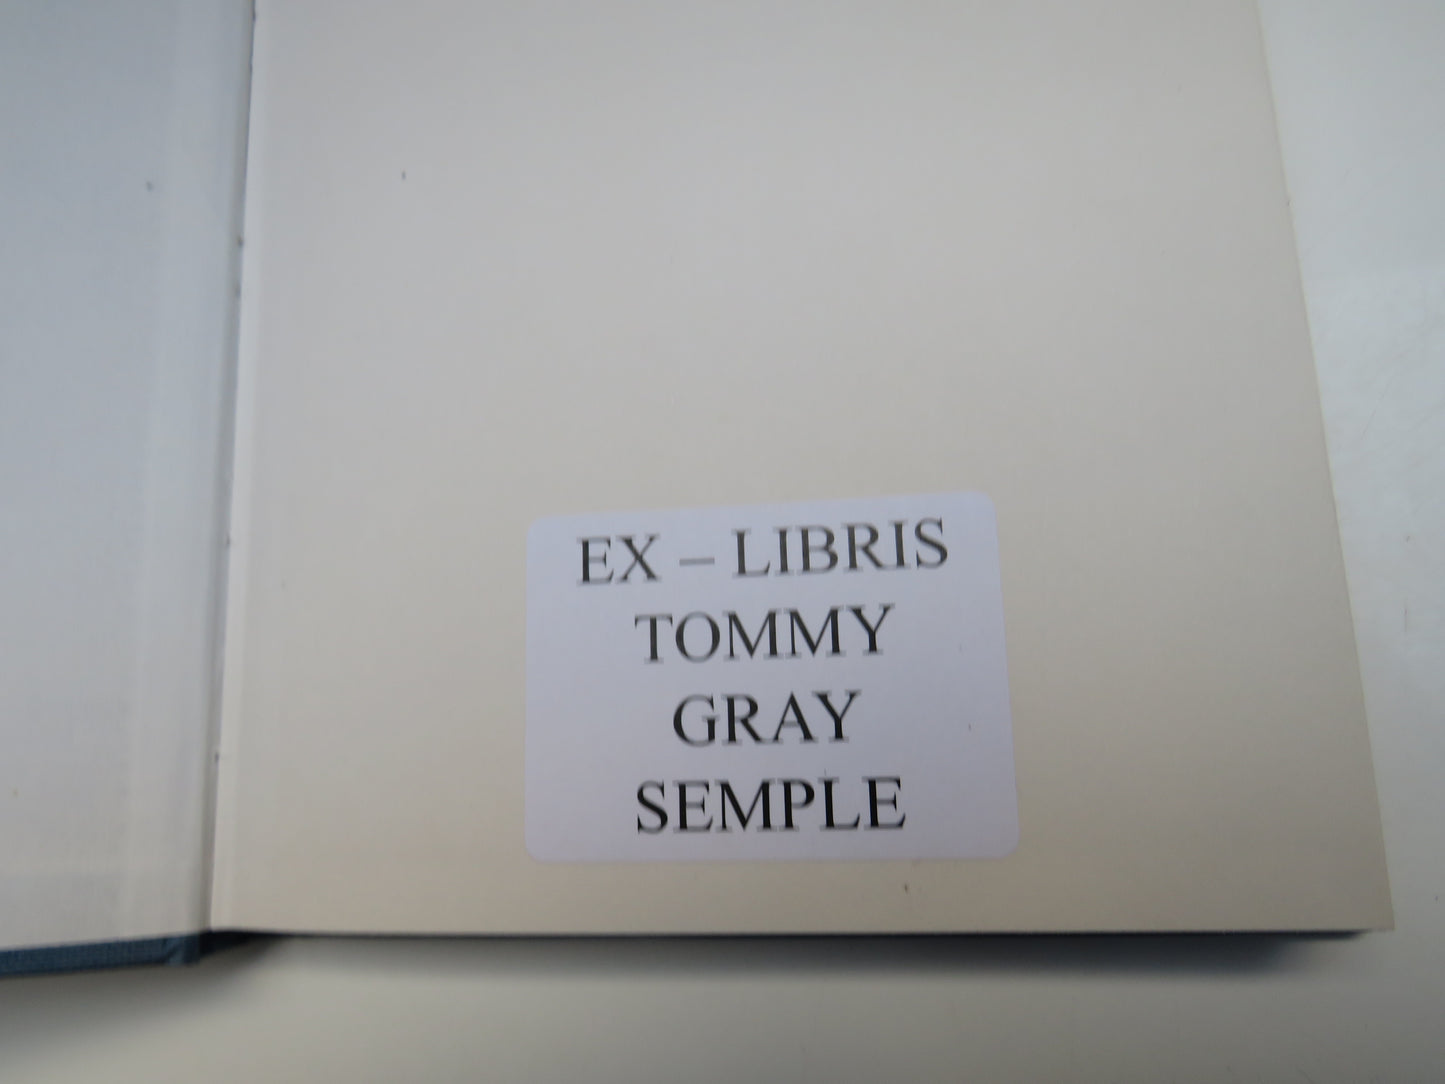 EX – LIBRIS
TOMMY
GRAY
SEMPLE